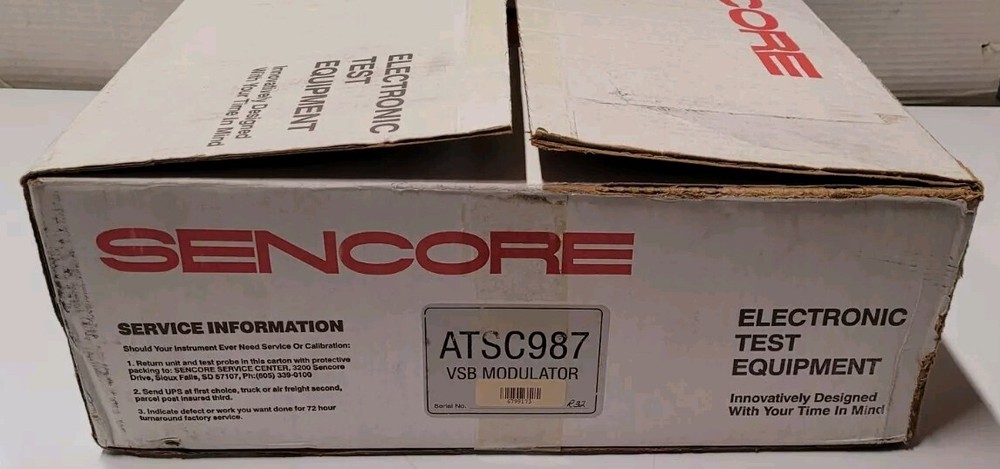 ELECTRONIC
TEST
EQUIPMENT
Innovatively Designed
With Your Time In Mind
SENCORE
SERVICE INFORMATION
Should Your Instrument Ever Need Service Or Calibration:
1. Return unit and test probe in this carton with protective
packing to: SENCORE SERVICE CENTER, 3200 Sencore
Drive, Sioux Falls, SD 57107, Ph:(605) 339-0100
2. Send UPS at first choice, truck or air freight second,
parcel post insured third.
3. Indicate defect or work you want done for 72 hour
turnaround factory service.
ATSC987
VSB MODULATOR
Serial No.
R32
ELECTRONIC
TEST
EQUIPMENT
Innovatively Designed
With Your Time In Mind